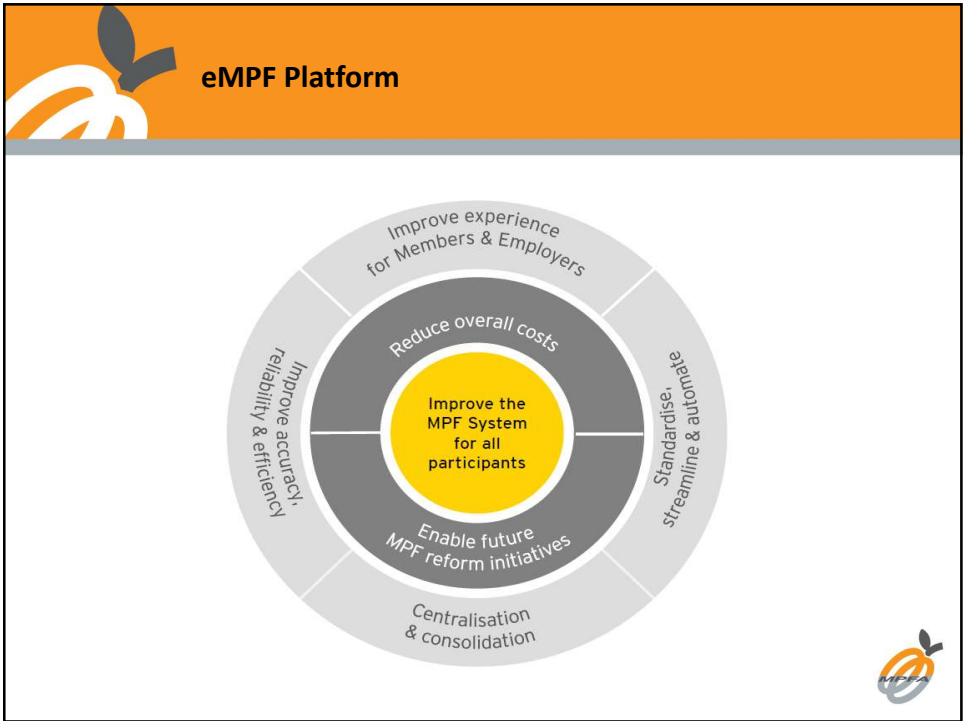 eMPF Platform
Improve experience
for Members & Employers
Reduce overall costs
Improve accuracy,
reliability & efficiency
Improve the
MPF System
for all
participants
Standardise,
streamline & automate
Enable future
MPF reform initiatives
Centralisation
& consolidation
MPFA